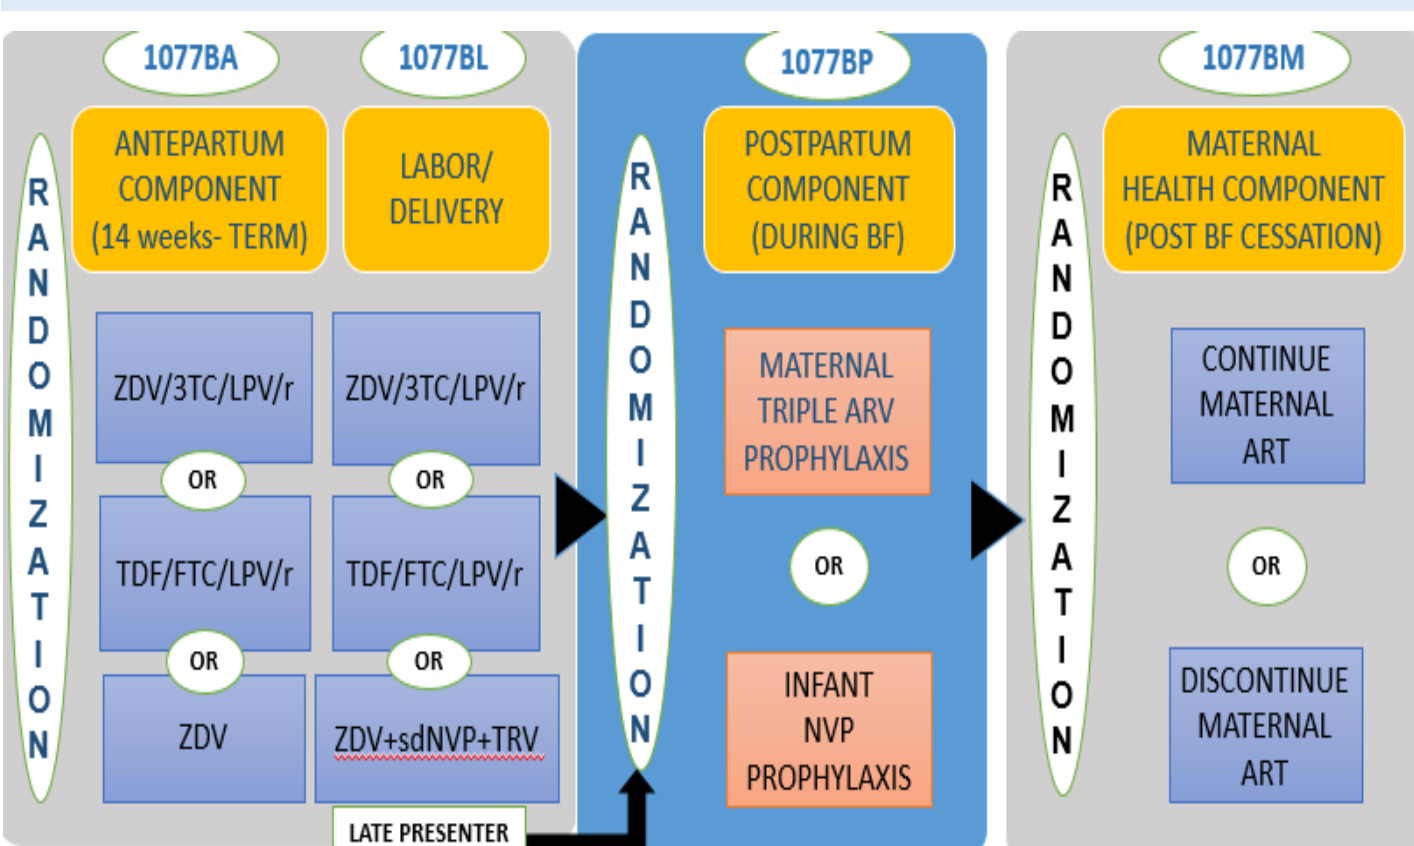 1077BA
1077BL
1077BP
1077BM
RANDOMIZATION
ANTEPARTUM
COMPONENT
(14 weeks- TERM)
ZDV/3TC/LPV/r
OR
TDF/FTC/LPV/r
OR
ZDV
LABOR/
DELIVERY
ZDV/3TC/LPV/r
OR
TDF/FTC/LPV/r
OR
ZDV+sdNVP+TRV
LATE PRESENTER
RANDOMIZATION
POSTPARTUM
COMPONENT
(DURING BF)
MATERNAL
TRIPLE ARV
PROPHYLAXIS
OR
INFANT
NVP
PROPHYLAXIS
RANDOMIZATION
MATERNAL
HEALTH COMPONENT
(POST BF CESSATION)
CONTINUE
MATERNAL
ART
OR
DISCONTINUE
MATERNAL
ART